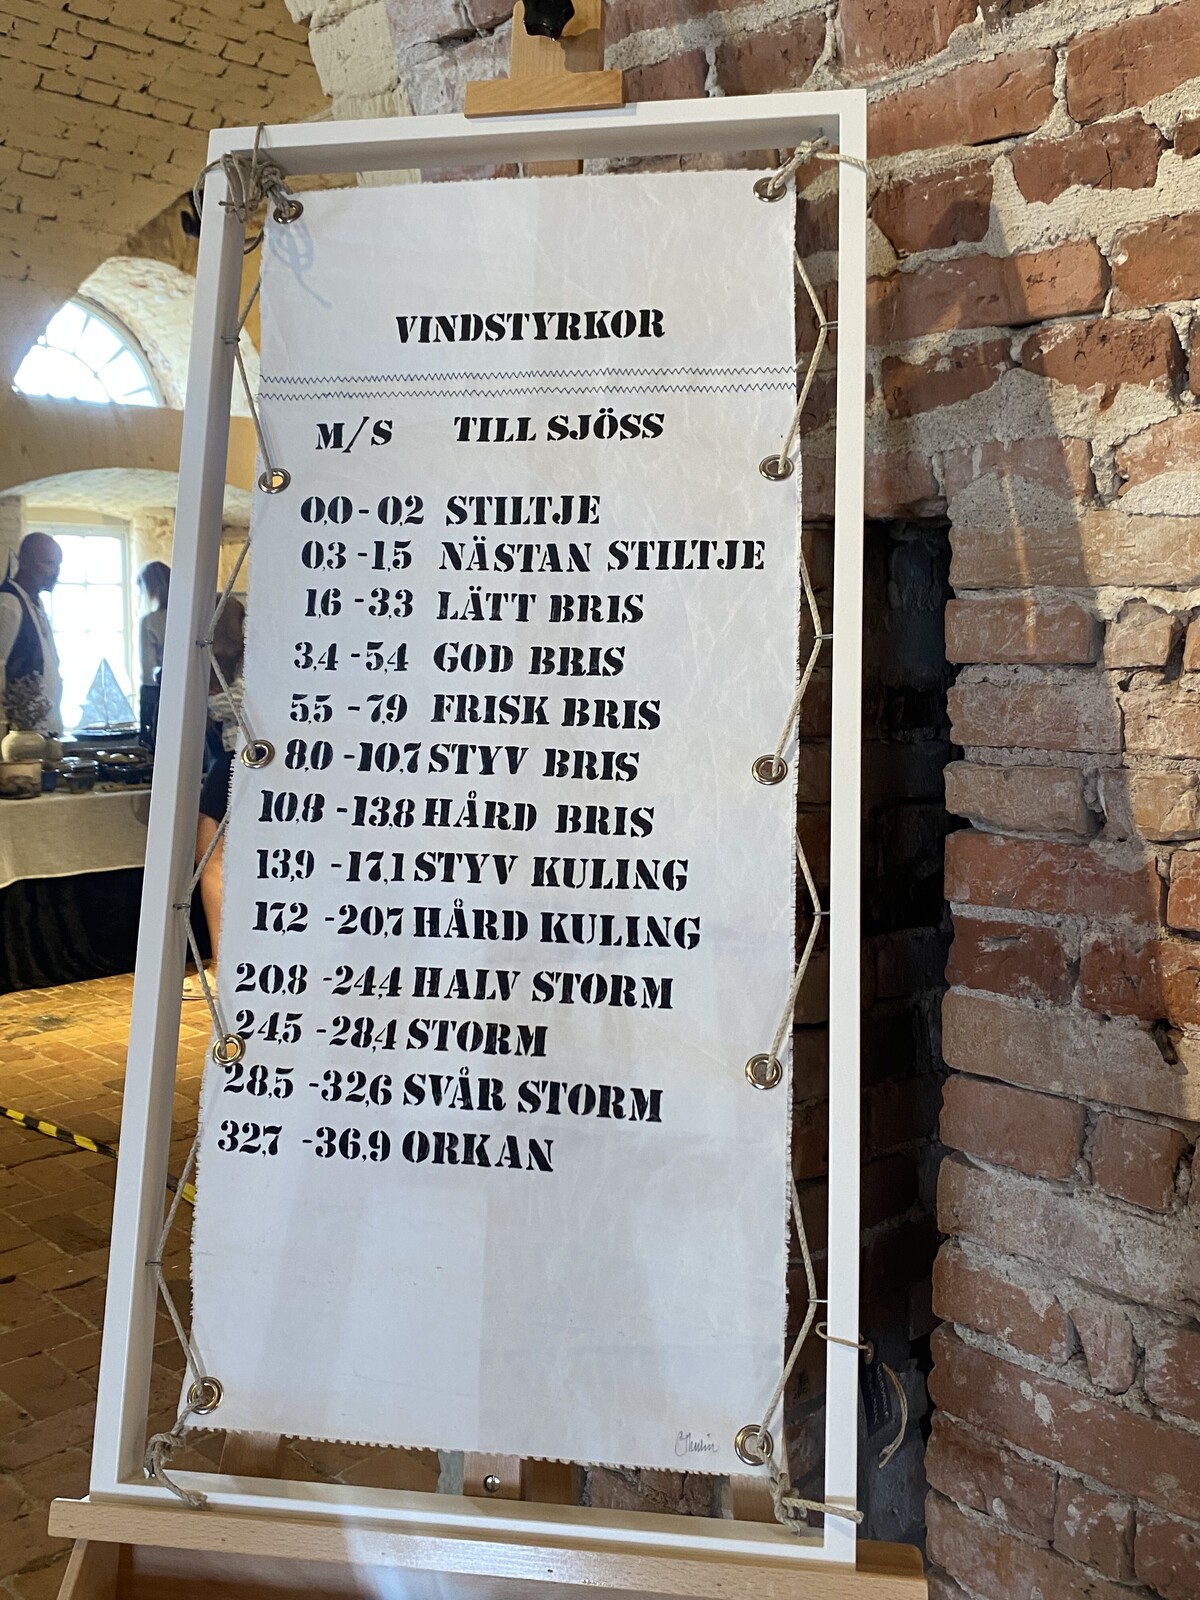 VINDSTYRKOR
M/S TILL SJÖSS
0,0 - 0,2 STILTJE
0,3 - 1,5 NÄSTAN STILTJE
1,6 - 3,3 LÄTT BRIS
3,4 - 5,4 GOD BRIS
5,5 - 7,9 FRISK BRIS
8,0 - 10,7 STYV BRIS
10,8 - 13,8 HÅRD BRIS
13,9 - 17,1 STYV KULING
17,2 - 20,7 HÅRD KULING
20,8 - 24,4 HALV STORM
24,5 - 28,4 STORM
28,5 - 32,6 SVÅR STORM
32,7 - 36,9 ORKAN